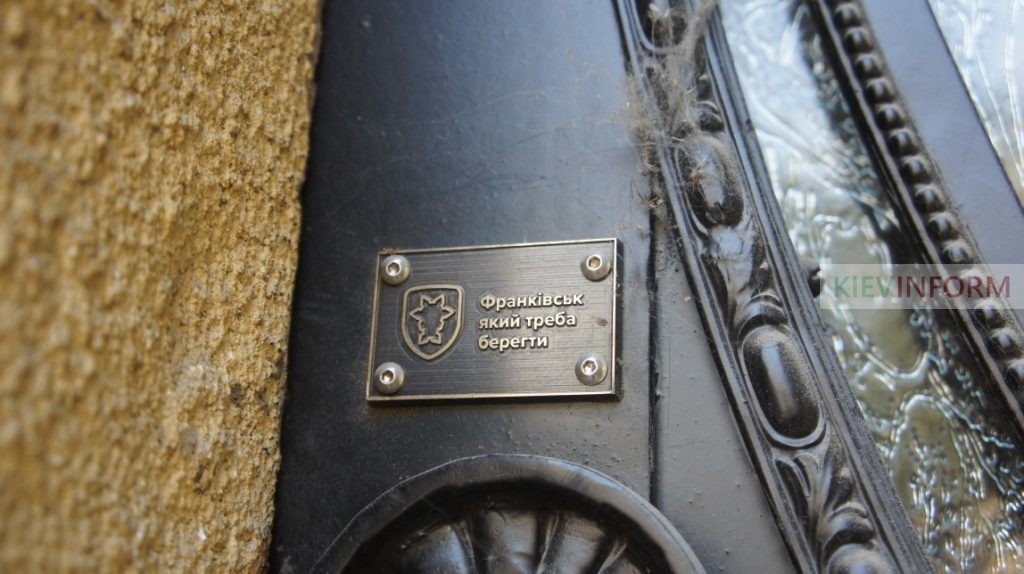 Франківськ
який треба
берегти
KIEVINFORM